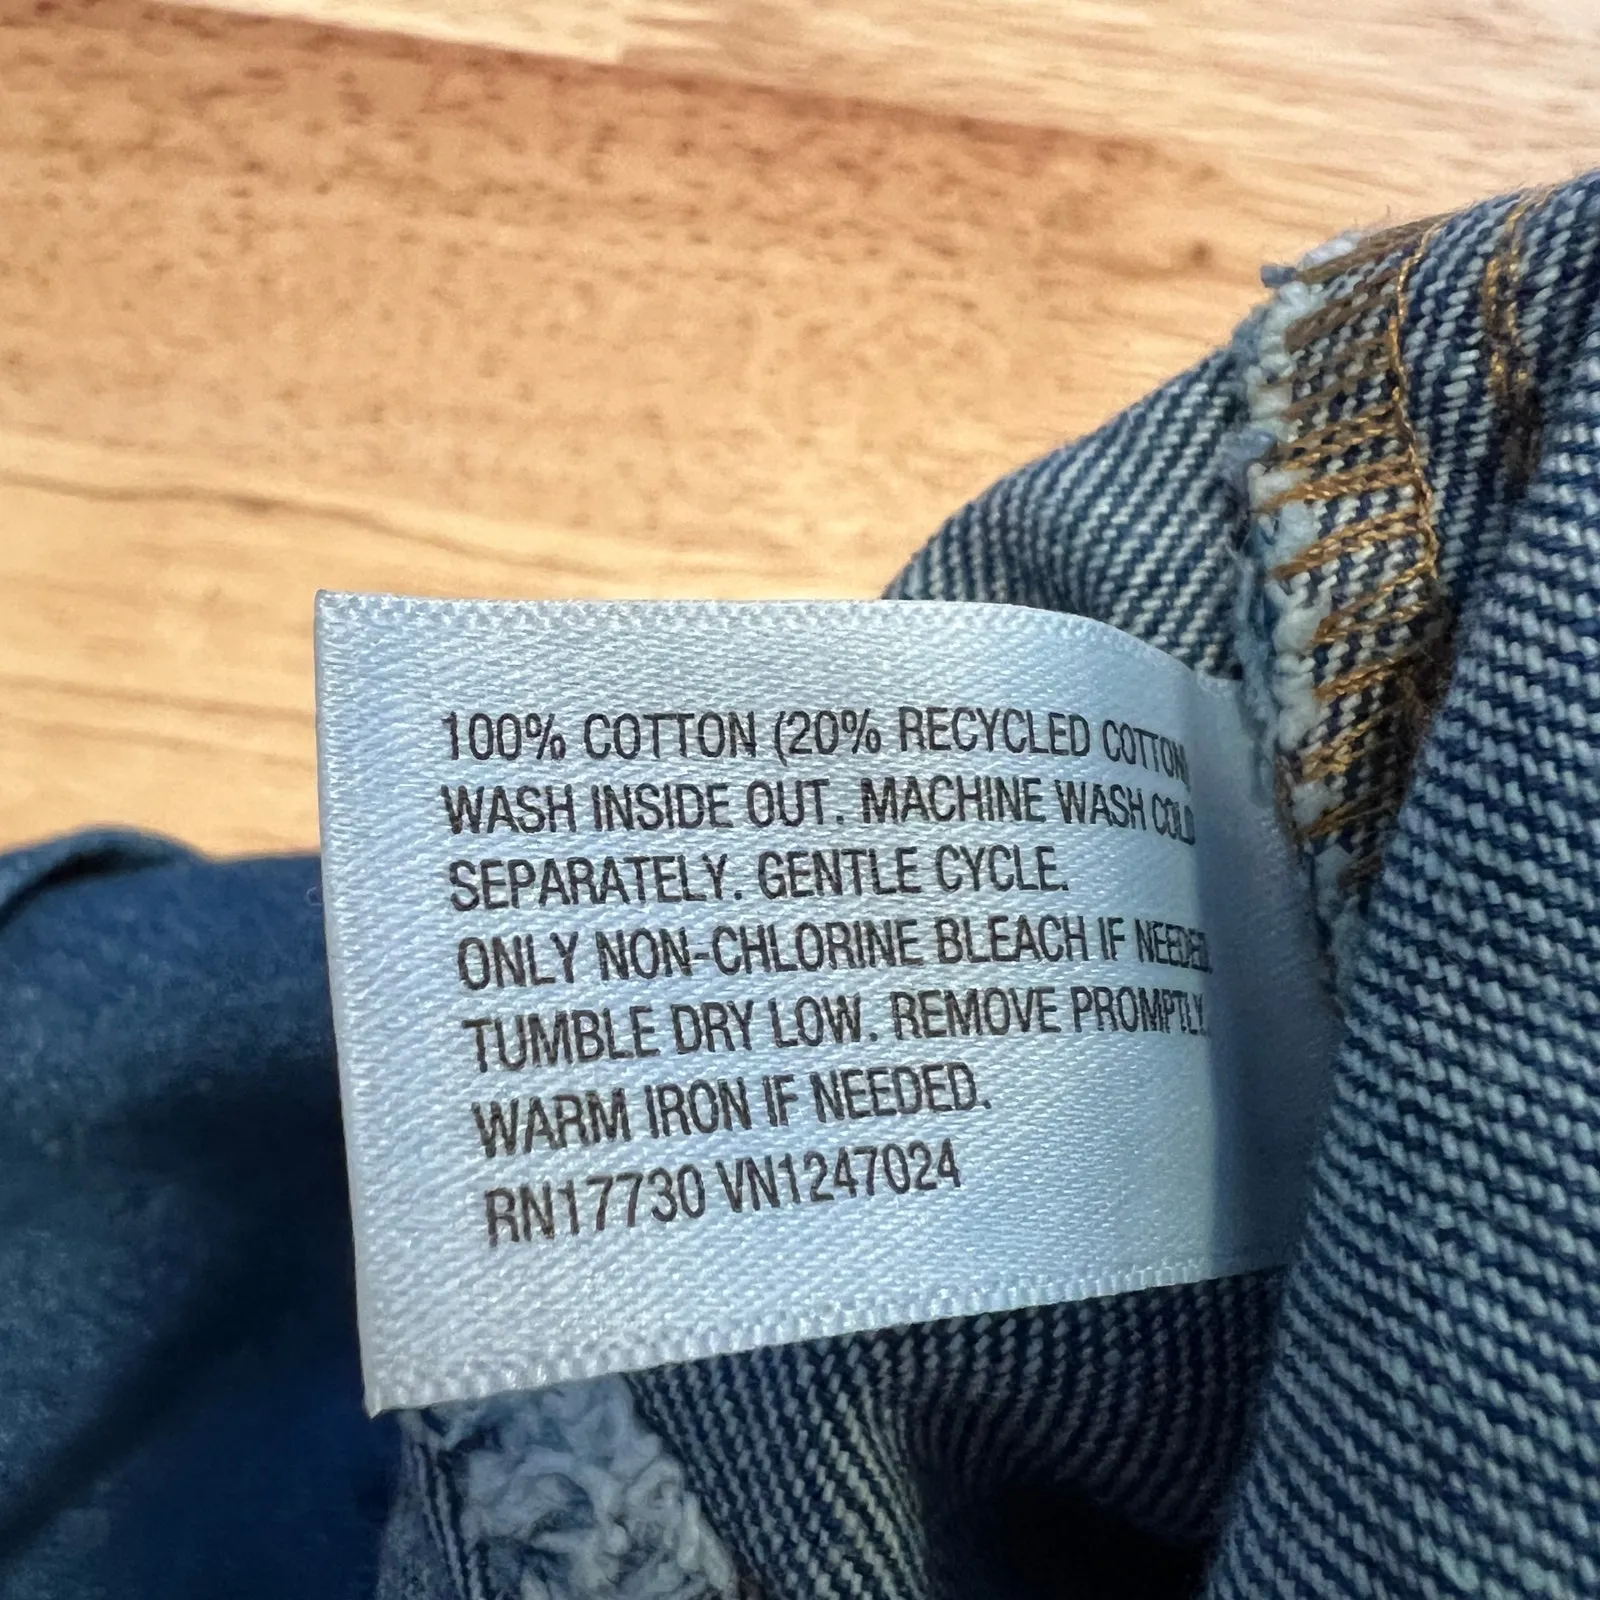 100% COTTON (20% RECYCLED COTTON)
WASH INSIDE OUT. MACHINE WASH COLD
SEPARATELY. GENTLE CYCLE.
ONLY NON-CHLORINE BLEACH IF NEEDED.
TUMBLE DRY LOW. REMOVE PROMPTLY.
WARM IRON IF NEEDED.
RN17730 VN1247024